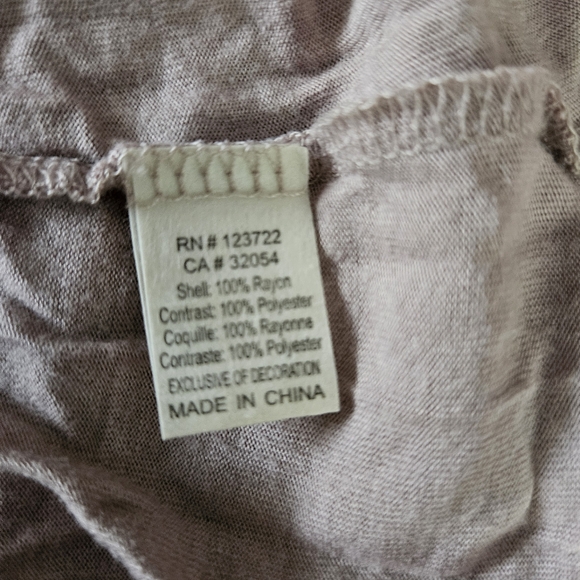 RN # 123722
CA # 32054
Shell: 100% Rayon
Contrast: 100% Polyester
Coquille: 100% Rayonne
Contraste: 100% Polyester
EXCLUSIVE OF DECORATION
MADE IN CHINA